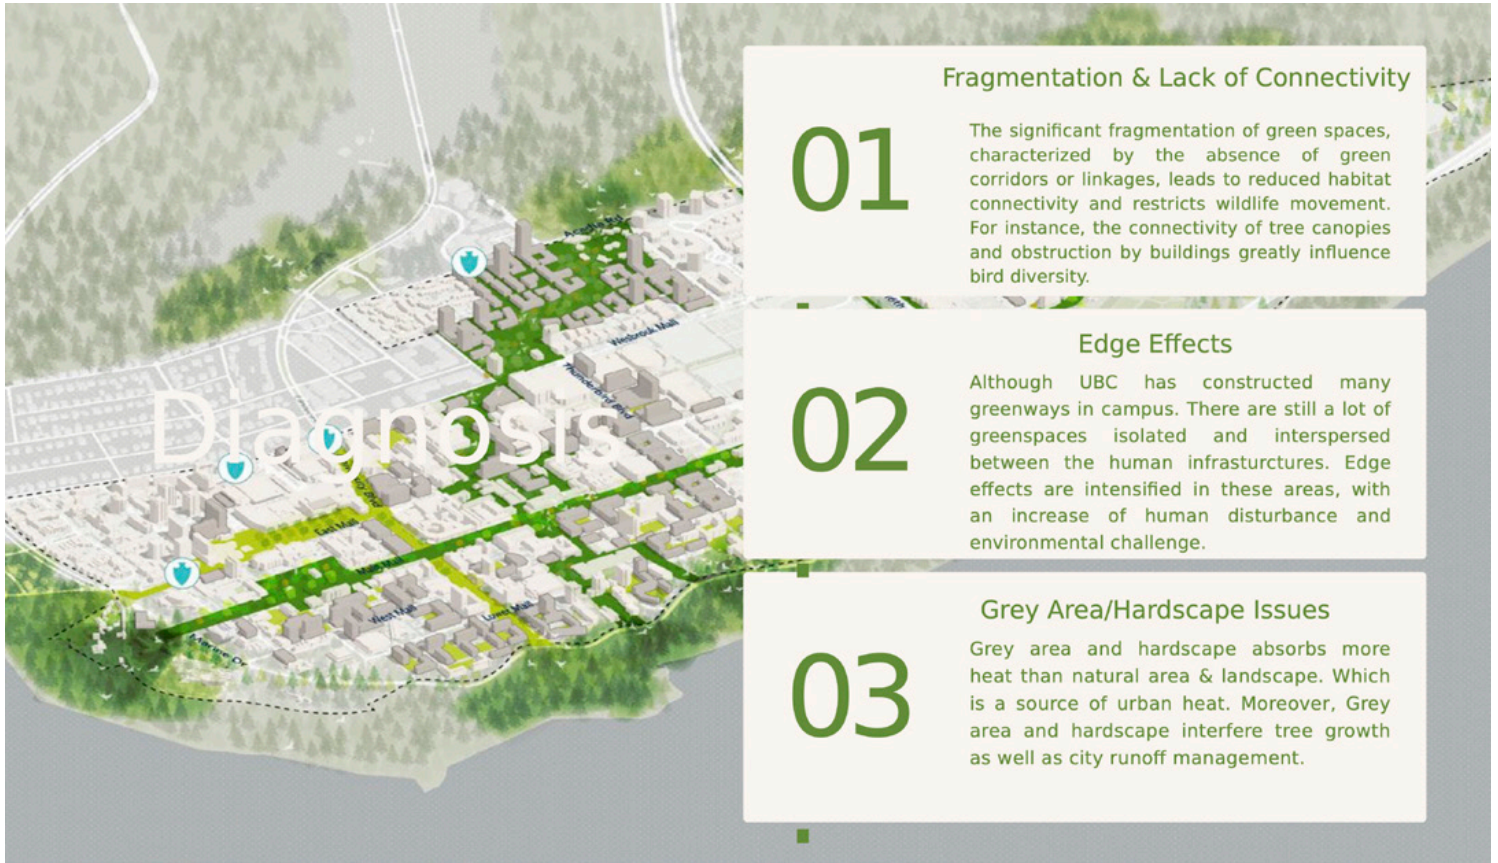 Diagnosis
Acadia Rd
Wesbrook Mall
Thunderbird Blvd
East Mall
Main Mall
West Mall
Lower Mall
Marine Dr
Fragmentation & Lack of Connectivity
01
The significant fragmentation of green spaces,
characterized by the absence of green
corridors or linkages, leads to reduced habitat
connectivity and restricts wildlife movement.
For instance, the connectivity of tree canopies
and obstruction by buildings greatly influence
bird diversity.
Edge Effects
02
Although UBC has constructed many
greenways in campus. There are still a lot of
greenspaces isolated and interspersed
between the human infrasturctures. Edge
effects are intensified in these areas, with
an increase of human disturbance and
environmental challenge.
Grey Area/Hardscape Issues
03
Grey area and hardscape absorbs more
heat than natural area & landscape. Which
is a source of urban heat. Moreover, Grey
area and hardscape interfere tree growth
as well as city runoff management.